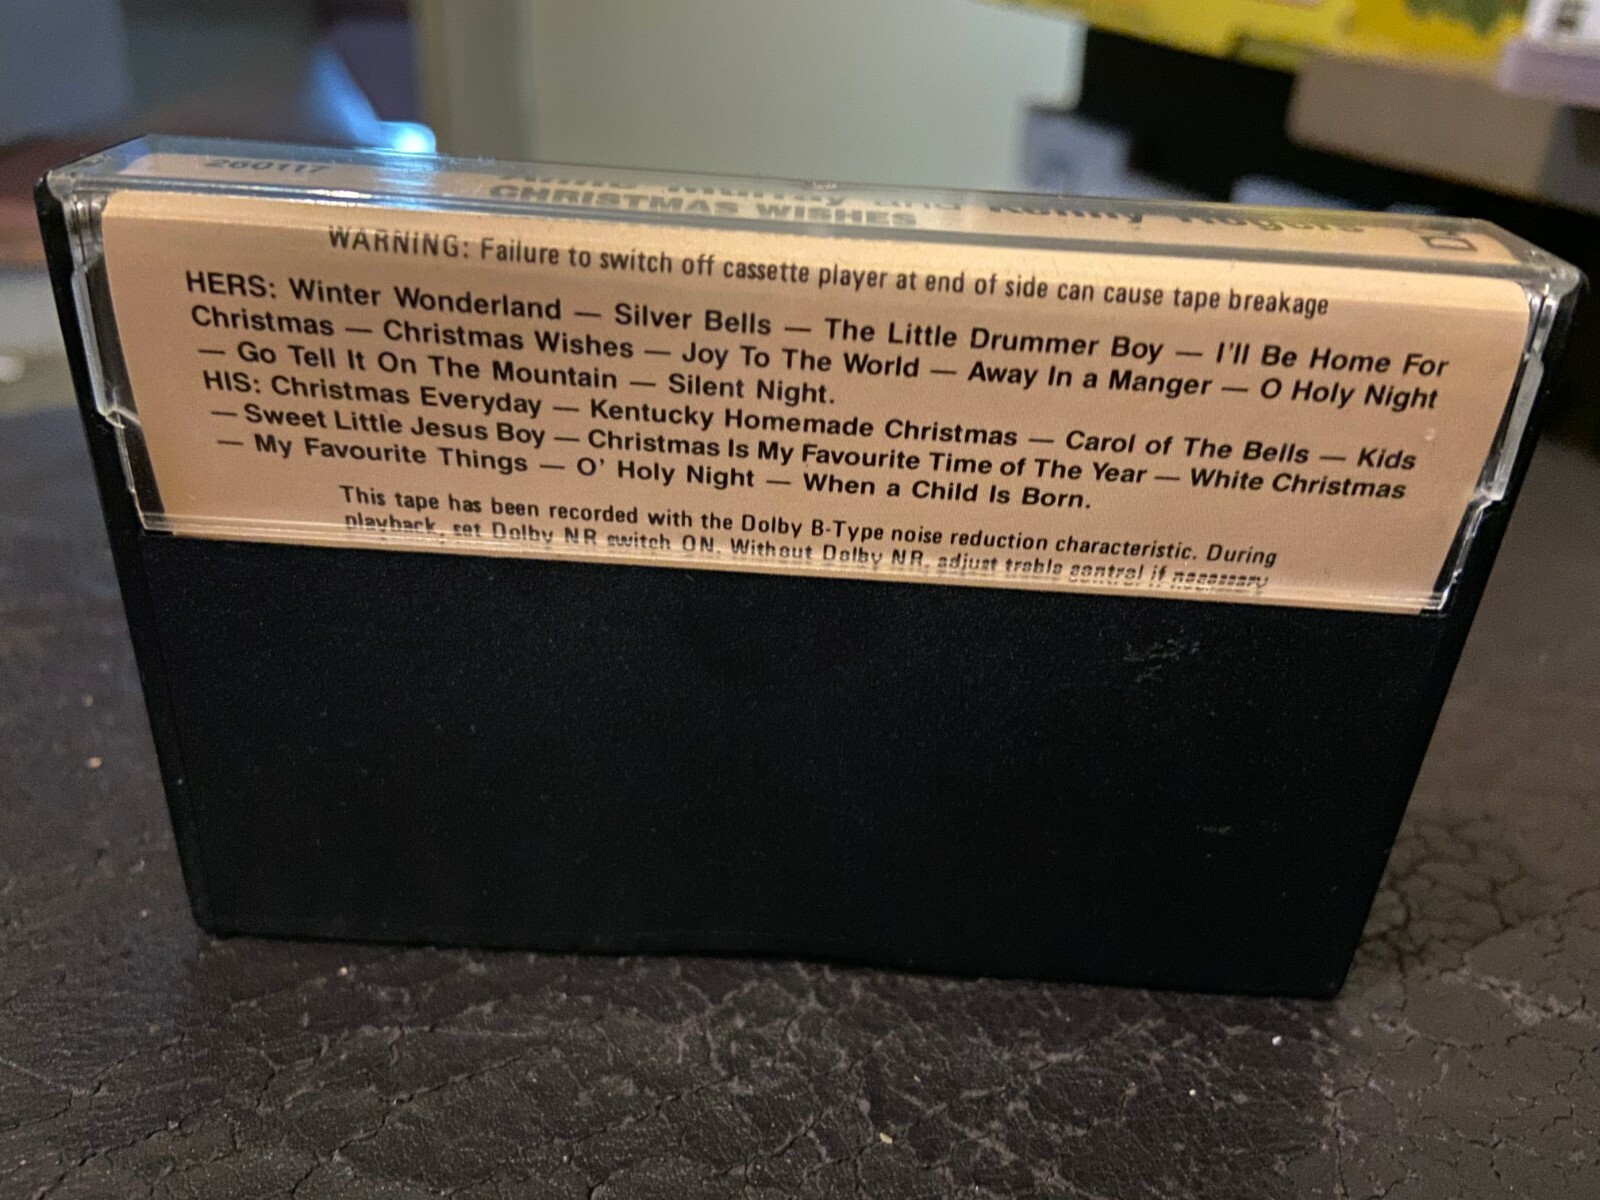 260117
Anne Murray and Kenny Rogers
CHRISTMAS WISHES
WARNING: Failure to switch off cassette player at end of side can cause tape breakage
HERS: Winter Wonderland — Silver Bells — The Little Drummer Boy — I'll Be Home For
Christmas — Christmas Wishes — Joy To The World — Away In a Manger — O Holy Night
— Go Tell It On The Mountain — Silent Night.
HIS: Christmas Everyday — Kentucky Homemade Christmas — Carol of The Bells — Kids
— Sweet Little Jesus Boy — Christmas Is My Favourite Time of The Year — White Christmas
— My Favourite Things — O' Holy Night — When a Child Is Born.
This tape has been recorded with the Dolby B-Type noise reduction characteristic. During
playback, set Dolby NR switch ON. Without Dolby NR, adjust treble control if necessary